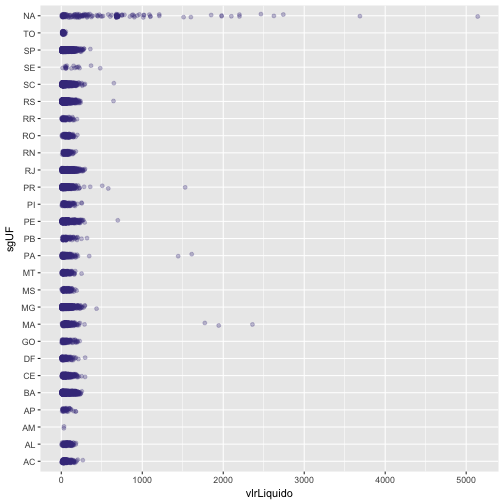 NA
TO
SP
SE
SC
RS
RR
RO
RN
RJ
PR
PI
PE
PB
PA
MT
MS
MG
MA
GO
DF
CE
BA
AP
AM
AL
AC
sgUF
0 1000 2000 3000 4000 5000
vlrLiquido